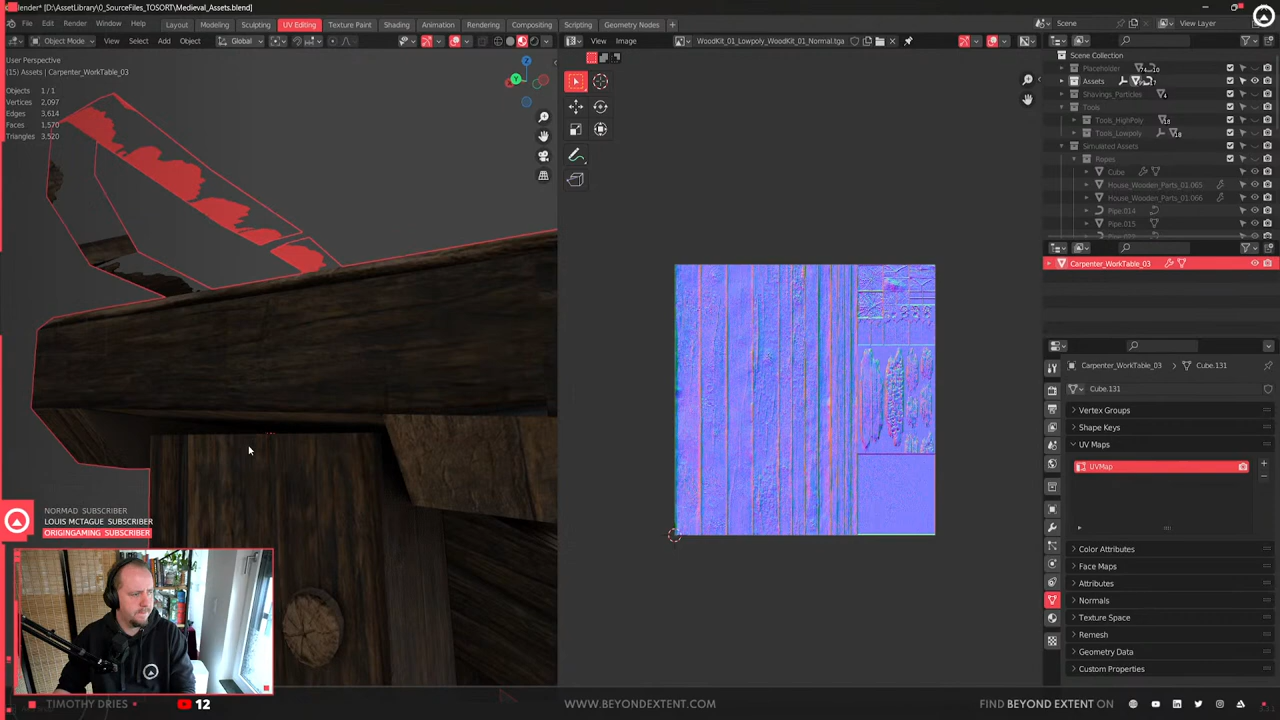 Blender* [D:\AssetLibrary\0_SourceFiles_TOSORT\Medieval_Assets.blend]
File Edit Render Window Help Layout Modeling Sculpting UV Editing Texture Paint Shading Animation Rendering Compositing Scripting Geometry Nodes Scene View Layer
Object Mode View Select Add Object Global View Image WoodKit_01_Lowpoly_WoodKit_01_Normal.tga
User Perspective
(15) Assets | Carpenter_WorkTable_03
Objects 1 / 1
Vertices 2,097
Edges 3,614
Faces 1,570
Triangles 3,520
Scene Collection
Placeholder
Assets
Shavings_Particles
Tools
Tools_HighPoly
Tools_Lowpoly
Simulated Assets
Ropes
Cube
House_Wooden_Parts_01.065
House_Wooden_Parts_01.066
Pipe.014
Pipe.015
Carpenter_WorkTable_03
Carpenter_WorkTable_03 Cube.131
Cube.131
Vertex Groups
Shape Keys
UV Maps
UVMap
Color Attributes
Face Maps
Attributes
Normals
Texture Space
Remesh
Geometry Data
Custom Properties
NORMAD SUBSCRIBER
LOUIS MCTAGUE SUBSCRIBER
ORIGINGAMING SUBSCRIBER
TIMOTHY DRIES 12 WWW.BEYONDEXTENT.COM FIND BEYOND EXTENT ON